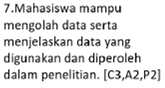 7.Mahasiswa mampu
mengolah data serta
menjelaskan data yang
digunakan dan diperoleh
dalam penelitian. [C3,A2,P2]